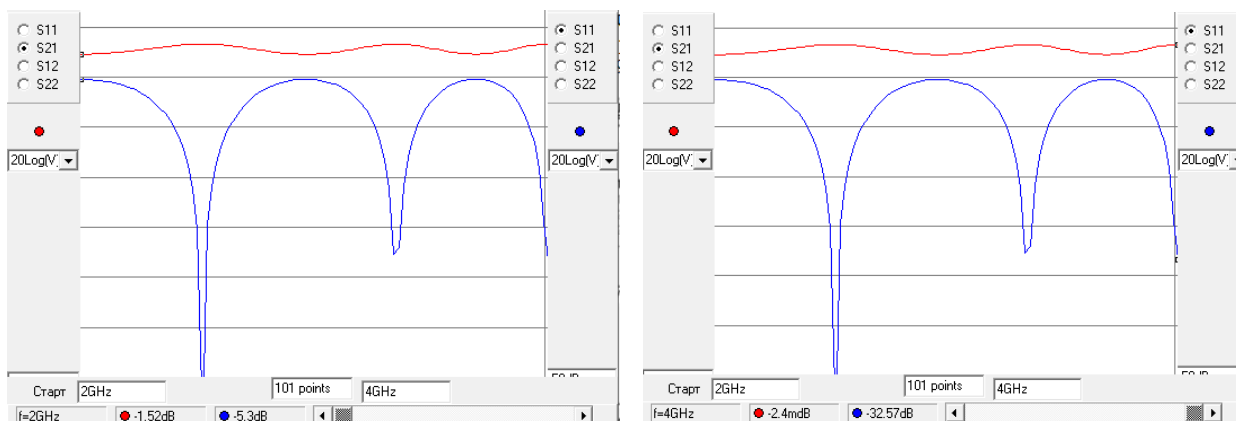 S11
S21
S12
S22
S11
S21
S12
S22
20Log(V)
20Log(V)
Старт 2GHz 101 points 4GHz
f=2GHz -1.52dB -5.3dB
S11
S21
S12
S22
S11
S21
S12
S22
20Log(V)
20Log(V)
Старт 2GHz 101 points 4GHz
f=4GHz -2.4mdB -32.57dB